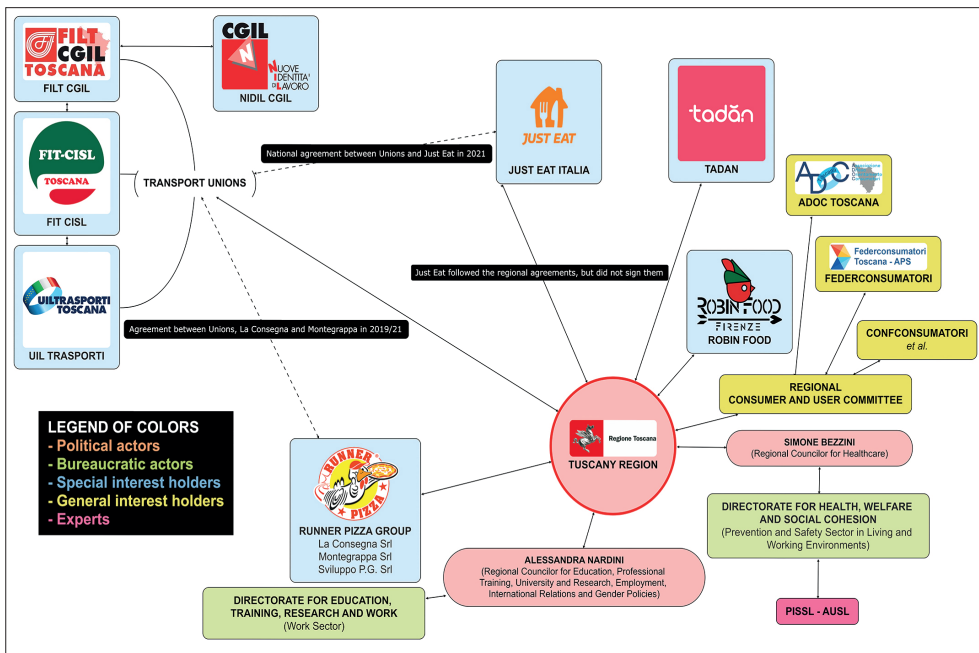 FILT
CGIL
TOSCANA
FILT CGIL
CGIL
N
NUOVE
IDENTITA'
DI LAVORO
NIDIL CGIL
FIT-CISL
TOSCANA
FIT CISL
UILTRASPORTI
TOSCANA
UIL TRASPORTI
TRANSPORT UNIONS
National agreement between Unions and Just Eat in 2021
JUST EAT
JUST EAT ITALIA
tadăn
TADAN
ADOC
ADOC TOSCANA
Federconsumatori
Toscana - APS
FEDERCONSUMATORI
CONFCONSUMATORI
et al.
REGIONAL
CONSUMER AND USER COMMITTEE
Just Eat followed the regional agreements, but did not sign them
ROBIN FOOD
FIRENZE
ROBIN FOOD
Agreement between Unions, La Consegna and Montegrappa in 2019/21
Regione Toscana
TUSCANY REGION
SIMONE BEZZINI
(Regional Councilor for Healthcare)
DIRECTORATE FOR HEALTH, WELFARE
AND SOCIAL COHESION
(Prevention and Safety Sector in Living and
Working Environments)
PISSL - AUSL
LEGEND OF COLORS
- Political actors
- Bureaucratic actors
- Special interest holders
- General interest holders
- Experts
RUNNER
PIZZA
RUNNER PIZZA GROUP
La Consegna Srl
Montegrappa Srl
Sviluppo P.G. Srl
ALESSANDRA NARDINI
(Regional Councilor for Education, Professional
Training, University and Research, Employment,
International Relations and Gender Policies)
DIRECTORATE FOR EDUCATION,
TRAINING, RESEARCH AND WORK
(Work Sector)